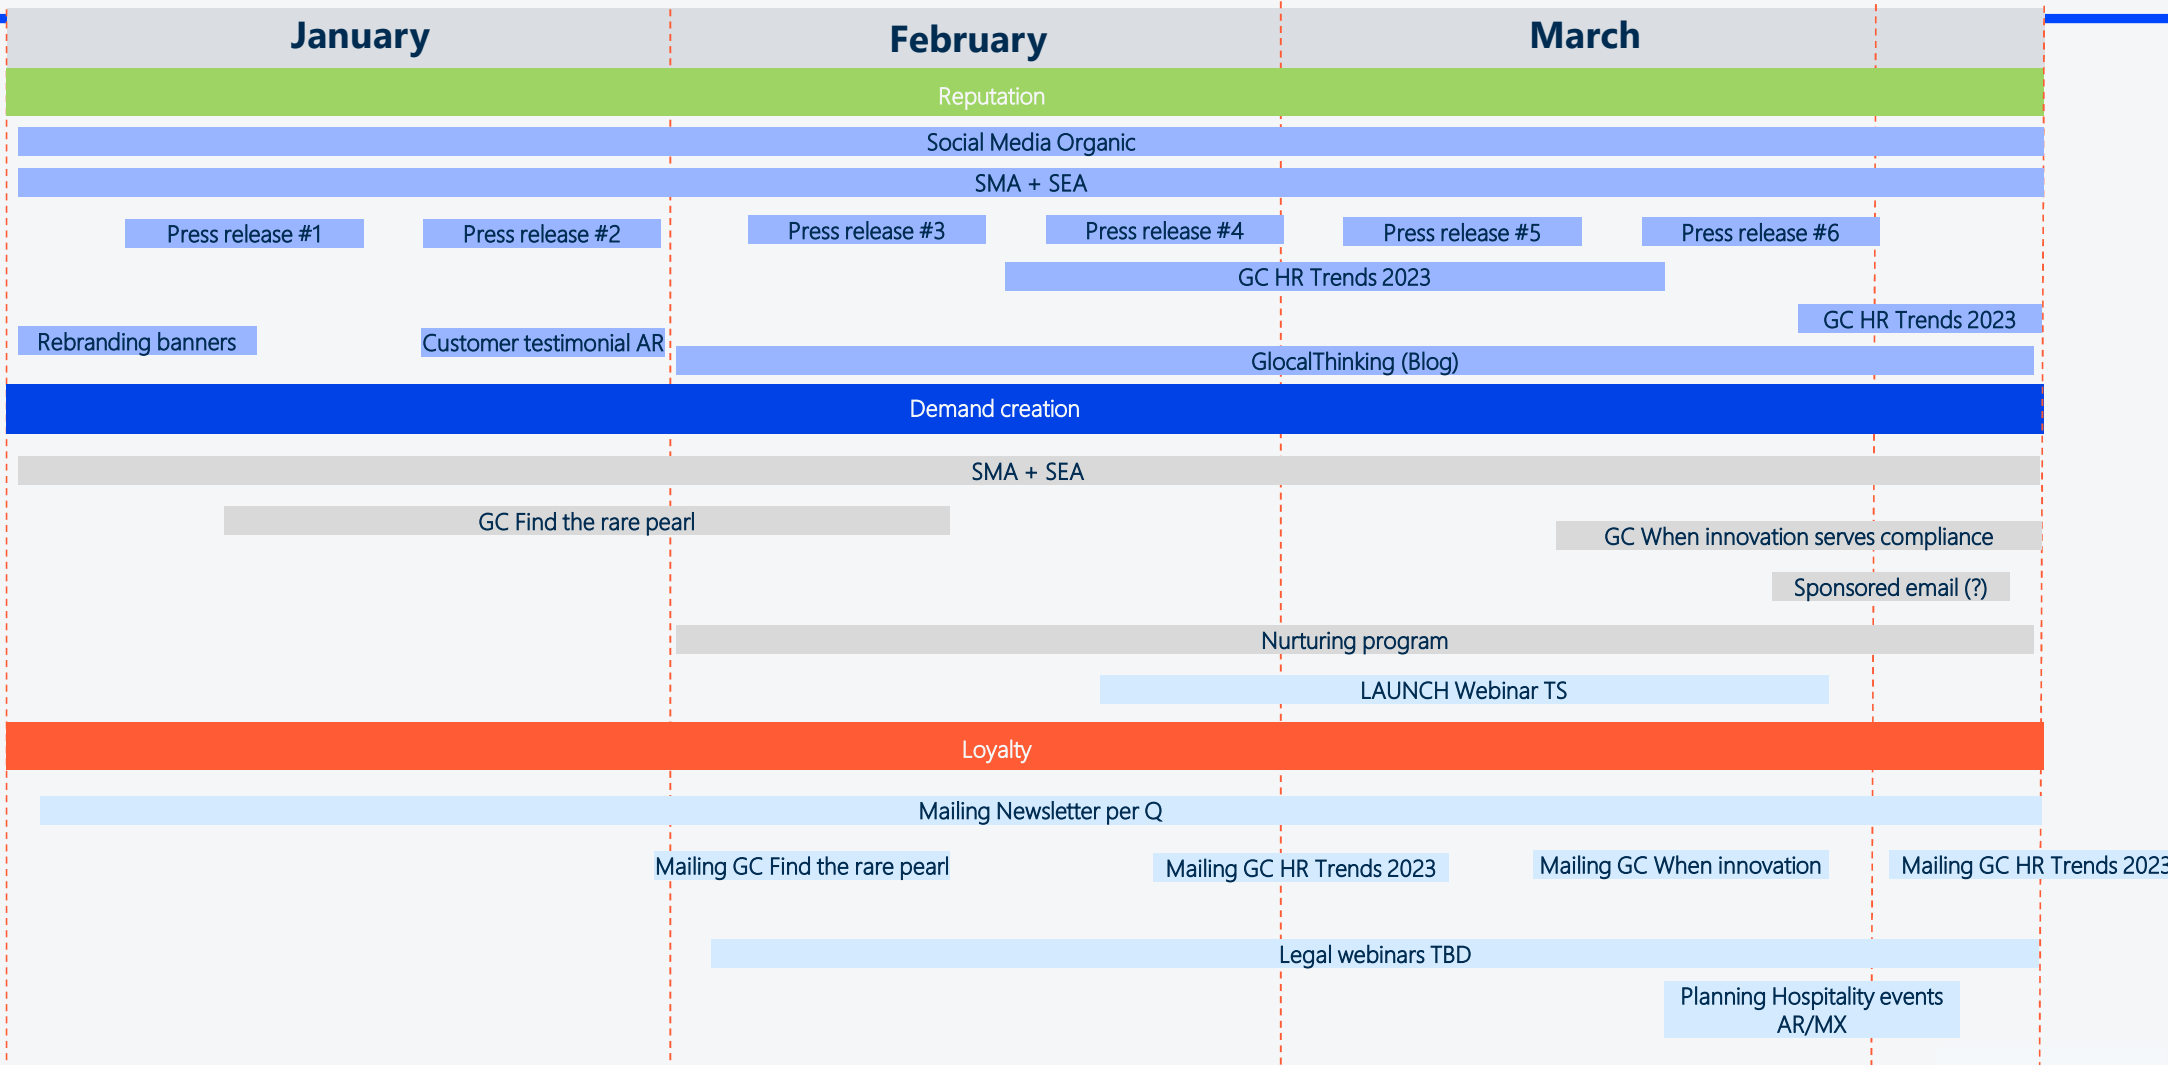 January
February
March
Reputation
Social Media Organic
SMA + SEA
Press release #1
Press release #2
Press release #3
Press release #4
Press release #5
Press release #6
GC HR Trends 2023
GC HR Trends 2023
Rebranding banners
Customer testimonial AR
GlocalThinking (Blog)
Demand creation
SMA + SEA
GC Find the rare pearl
GC When innovation serves compliance
Sponsored email (?)
Nurturing program
LAUNCH Webinar TS
Loyalty
Mailing Newsletter per Q
Mailing GC Find the rare pearl
Mailing GC HR Trends 2023
Mailing GC When innovation
Mailing GC HR Trends 2023
Legal webinars TBD
Planning Hospitality events
AR/MX